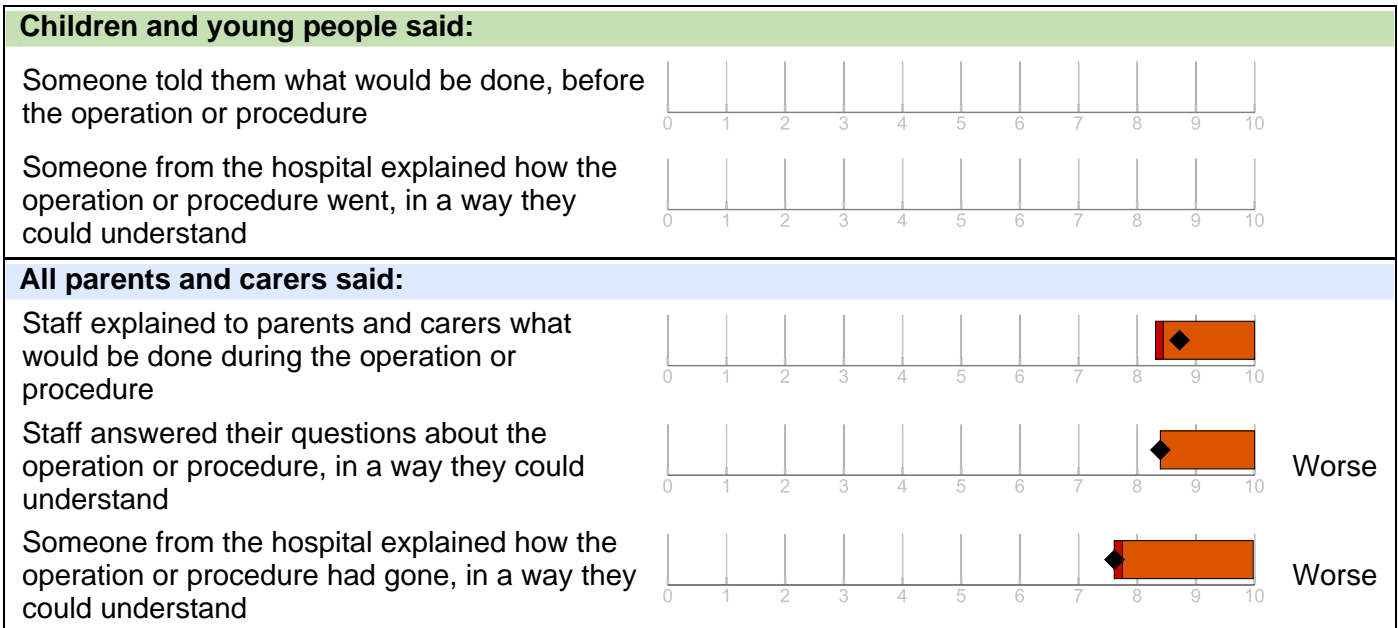 Children and young people said:
Someone told them what would be done, before
the operation or procedure
0 1 2 3 4 5 6 7 8 9 10
Someone from the hospital explained how the
operation or procedure went, in a way they
could understand
0 1 2 3 4 5 6 7 8 9 10
All parents and carers said:
Staff explained to parents and carers what
would be done during the operation or
procedure
0 1 2 3 4 5 6 7 8 9 10
Staff answered their questions about the
operation or procedure, in a way they could
understand
0 1 2 3 4 5 6 7 8 9 10
Worse
Someone from the hospital explained how the
operation or procedure had gone, in a way they
could understand
0 1 2 3 4 5 6 7 8 9 10
Worse